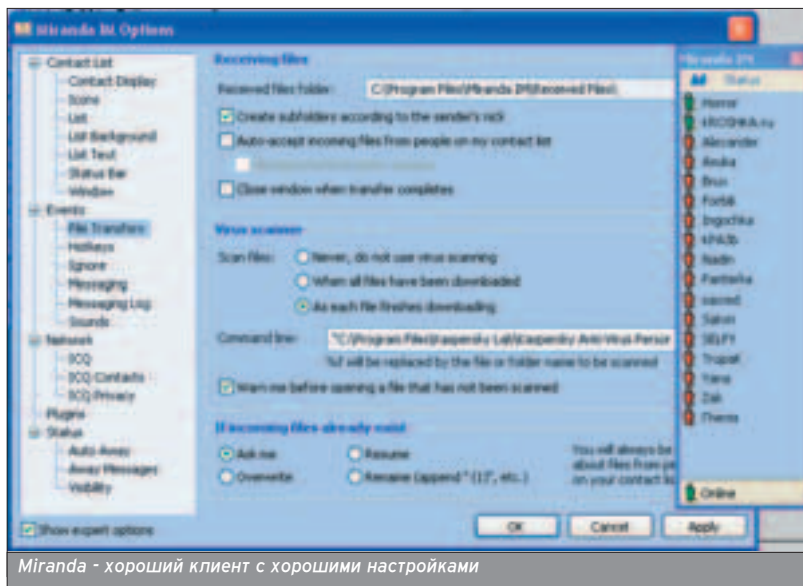 Miranda IM Options
Contact List
Contact Display
Icons
List
List Background
List Text
Status Bar
Window
Events
File Transfers
Hotkeys
Ignore
Messaging
Messaging Log
Sounds
Network
ICQ
ICQ Contacts
ICQ Privacy
Plugins
Status
Auto Away
Away Messages
Visibility
Show expert options
Receiving files
Received files folder: C:\Program Files\Miranda IM\Received Files\
Create subfolders according to the sender's nick
Auto-accept incoming files from people on my contact list
Close window when transfer completes
Virus scanner
Scan files: Never, do not use virus scanning
When all files have been downloaded
As each file finishes downloading
Command line: "C:\Program Files\Kaspersky Lab\Kaspersky Anti-Virus Person
%f will be replaced by the file or folder name to be scanned
Warn me before opening a file that has not been scanned
If incoming files already exist
Ask me
Resume
Overwrite
Rename (append " (1)", etc.)
You will always be
about files from pe
on your contact lis
OK
Cancel
Apply
Miranda IM
Status
Horror
Alexander
Anuka
Brus
Forb
Ingochka
Nadin
Panterka
sacred
SELFY
Trupak
Yana
Zak
Online
Miranda - хороший клиент с хорошими настройками